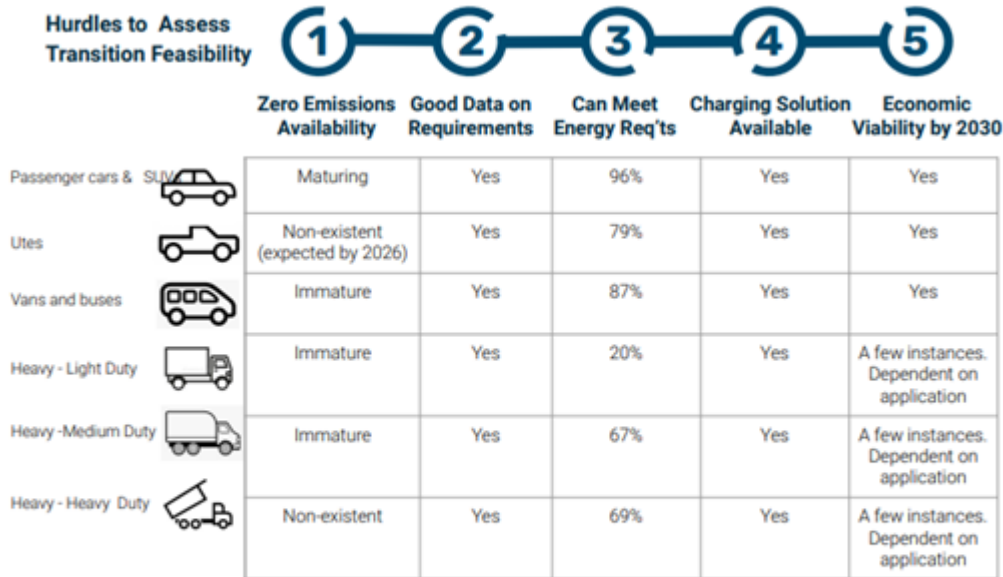 Hurdles to Assess
Transition Feasibility
1 2 3 4 5
Zero Emissions Availability
Good Data on Requirements
Can Meet Energy Req'ts
Charging Solution Available
Economic Viability by 2030
Passenger cars & SUV Maturing Yes 96% Yes Yes
Utes Non-existent (expected by 2026) Yes 79% Yes Yes
Vans and buses Immature Yes 87% Yes Yes
Heavy - Light Duty Immature Yes 20% Yes A few instances. Dependent on application
Heavy -Medium Duty Immature Yes 67% Yes A few instances. Dependent on application
Heavy - Heavy Duty Non-existent Yes 69% Yes A few instances. Dependent on application